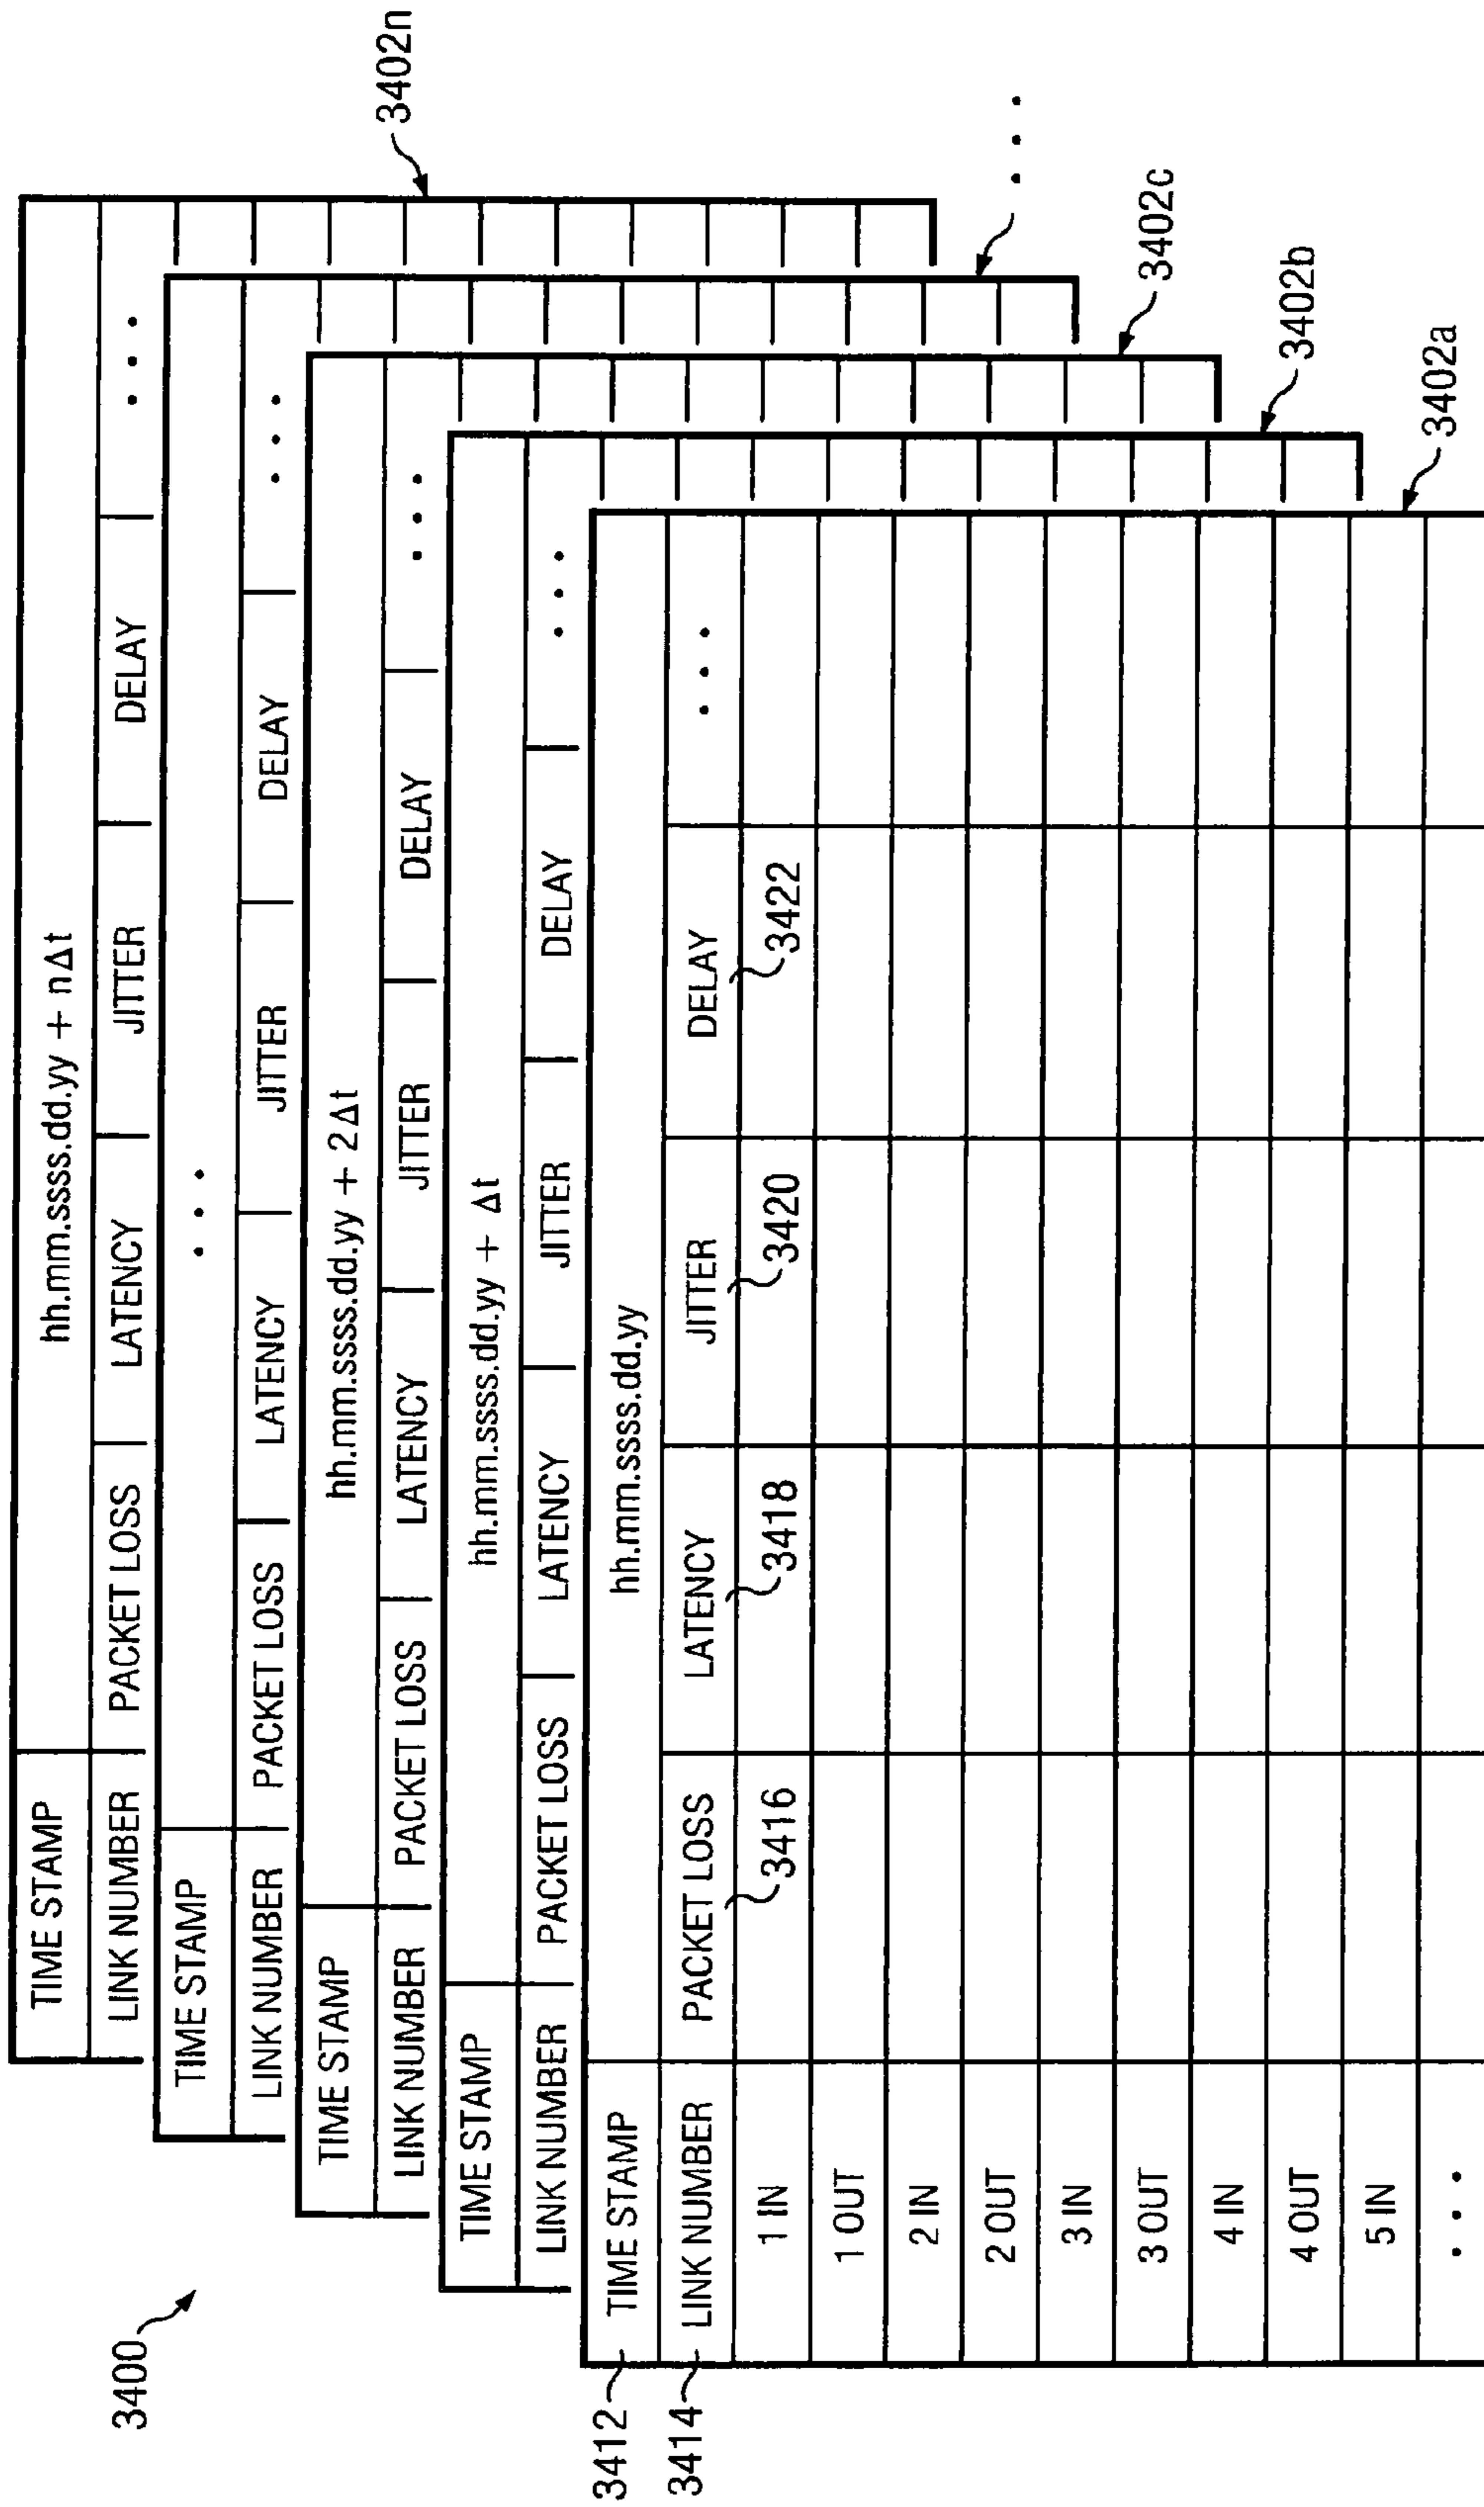 3400
TIME STAMP hh.mm.ssss.dd.yy + nΔt
LINK NUMBER PACKET LOSS LATENCY JITTER DELAY • • •
3402n
TIME STAMP • • •
LINK NUMBER PACKET LOSS LATENCY JITTER DELAY • • •
• • •
TIME STAMP hh.mm.ssss.dd.yy + 2Δt
LINK NUMBER PACKET LOSS LATENCY JITTER DELAY • • •
3402c
TIME STAMP hh.mm.ssss.dd.yy + Δt
LINK NUMBER PACKET LOSS LATENCY JITTER DELAY • • •
3402b
3412 TIME STAMP hh.mm.ssss.dd.yy
3414 LINK NUMBER PACKET LOSS LATENCY JITTER DELAY • • •
1 IN 3416 3418 3420 3422
1 OUT
2 IN
2 OUT
3 IN
3 OUT
4 IN
4 OUT
5 IN
3402a
• • •